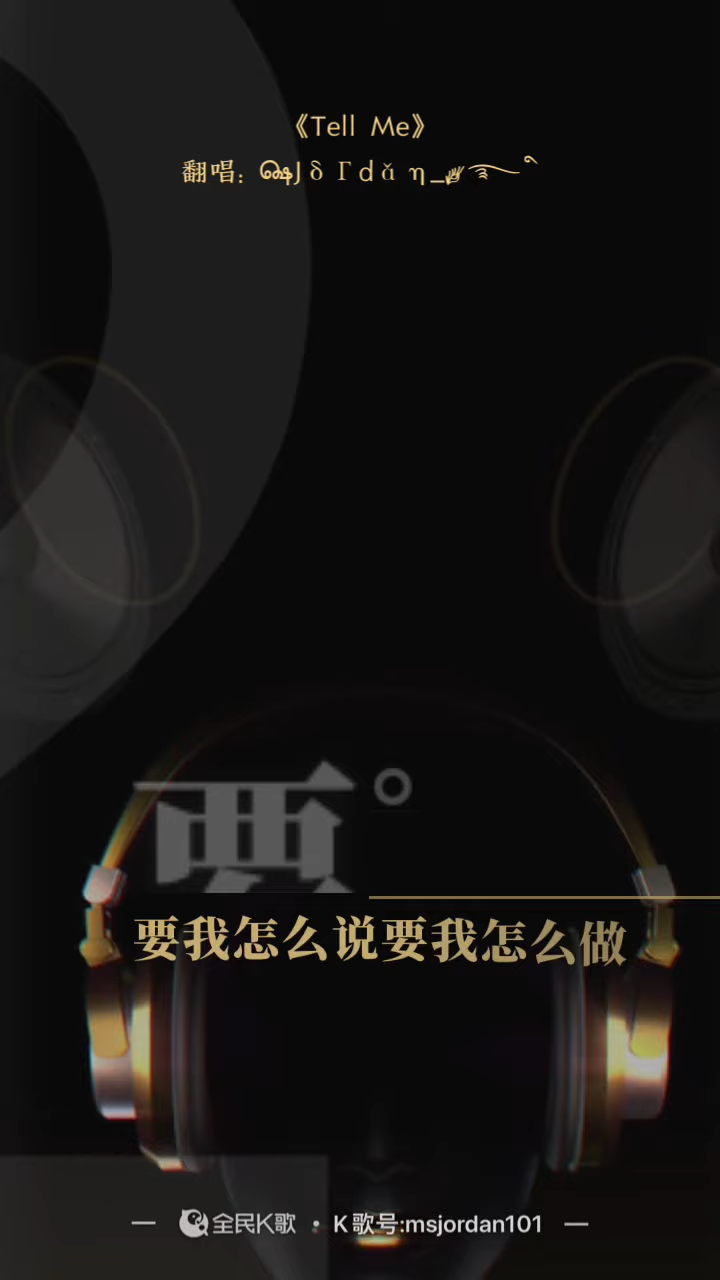 《Tell Me》
翻唱: ൠJ δ Γ d ǎ η _
要°
要我怎么说要我怎么做
全民K歌 • K歌号:msjordan101